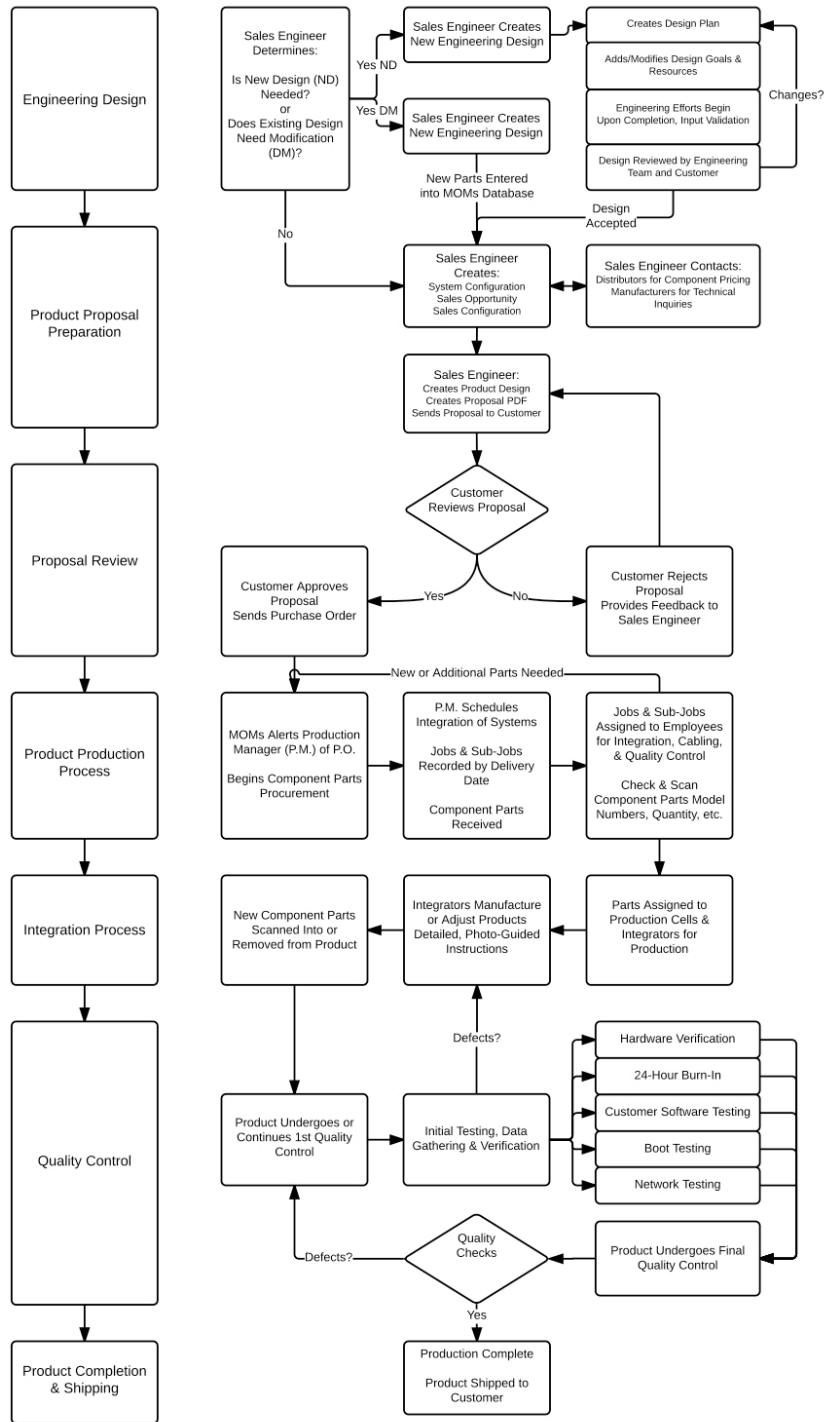 Engineering Design
Sales Engineer
Determines:
Is New Design (ND)
Needed?
or
Does Existing Design
Need Modification
(DM)?
Yes ND
Yes DM
No
Sales Engineer Creates
New Engineering Design
Sales Engineer Creates
New Engineering Design
New Parts Entered
into MOMs Database
Creates Design Plan
Adds/Modifies Design Goals &
Resources
Engineering Efforts Begin
Upon Completion, Input Validation
Design Reviewed by Engineering
Team and Customer
Changes?
Design
Accepted
Product Proposal
Preparation
Sales Engineer
Creates:
System Configuration
Sales Opportunity
Sales Configuration
Sales Engineer Contacts:
Distributors for Component Pricing
Manufacturers for Technical
Inquiries
Sales Engineer:
Creates Product Design
Creates Proposal PDF
Sends Proposal to Customer
Proposal Review
Customer
Reviews Proposal
Yes
No
Customer Approves
Proposal
Sends Purchase Order
Customer Rejects
Proposal
Provides Feedback to
Sales Engineer
New or Additional Parts Needed
Product Production
Process
MOMs Alerts Production
Manager (P.M.) of P.O.
Begins Component Parts
Procurement
P.M. Schedules
Integration of Systems
Jobs & Sub-Jobs
Recorded by Delivery
Date
Component Parts
Received
Jobs & Sub-Jobs
Assigned to Employees
for Integration, Cabling,
& Quality Control
Check & Scan
Component Parts Model
Numbers, Quantity, etc.
Integration Process
New Component Parts
Scanned Into or
Removed from Product
Integrators Manufacture
or Adjust Products
Detailed, Photo-Guided
Instructions
Parts Assigned to
Production Cells &
Integrators for
Production
Defects?
Quality Control
Product Undergoes or
Continues 1st Quality
Control
Initial Testing, Data
Gathering & Verification
Hardware Verification
24-Hour Burn-In
Customer Software Testing
Boot Testing
Network Testing
Defects?
Quality
Checks
Product Undergoes Final
Quality Control
Yes
Product Completion
& Shipping
Production Complete
Product Shipped to
Customer